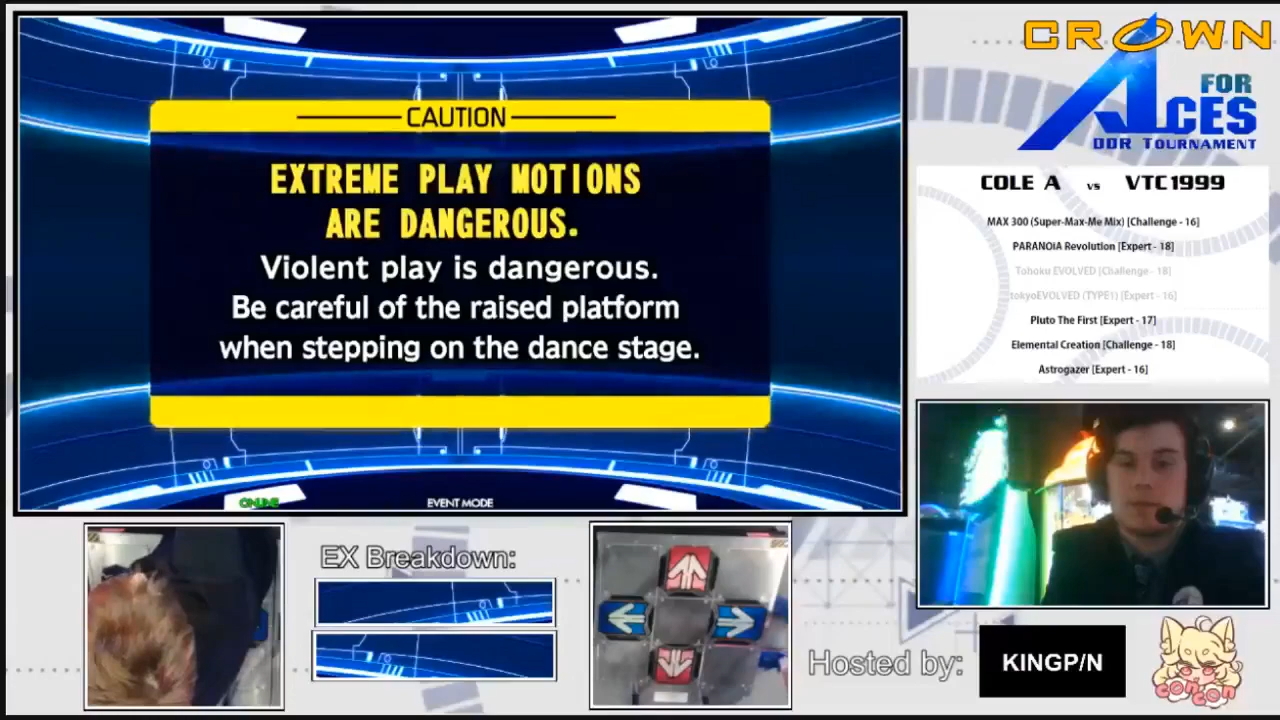 CAUTION
EXTREME PLAY MOTIONS
ARE DANGEROUS.
Violent play is dangerous.
Be careful of the raised platform
when stepping on the dance stage.
ONLINE
EVENT MODE
CROWN
FOR
ACES
DDR TOURNAMENT
COLE A vs VTC1999
MAX 300 (Super-Max-Me Mix) [Challenge - 16]
PARANOiA Revolution [Expert - 18]
Tohoku EVOLVED [Challenge - 18]
tokyoEVOLVED (TYPE1) [Expert - 16]
Pluto The First [Expert - 17]
Elemental Creation [Challenge - 18]
Astrogazer [Expert - 16]
EX Breakdown:
Hosted by:
KINGP/N
concon